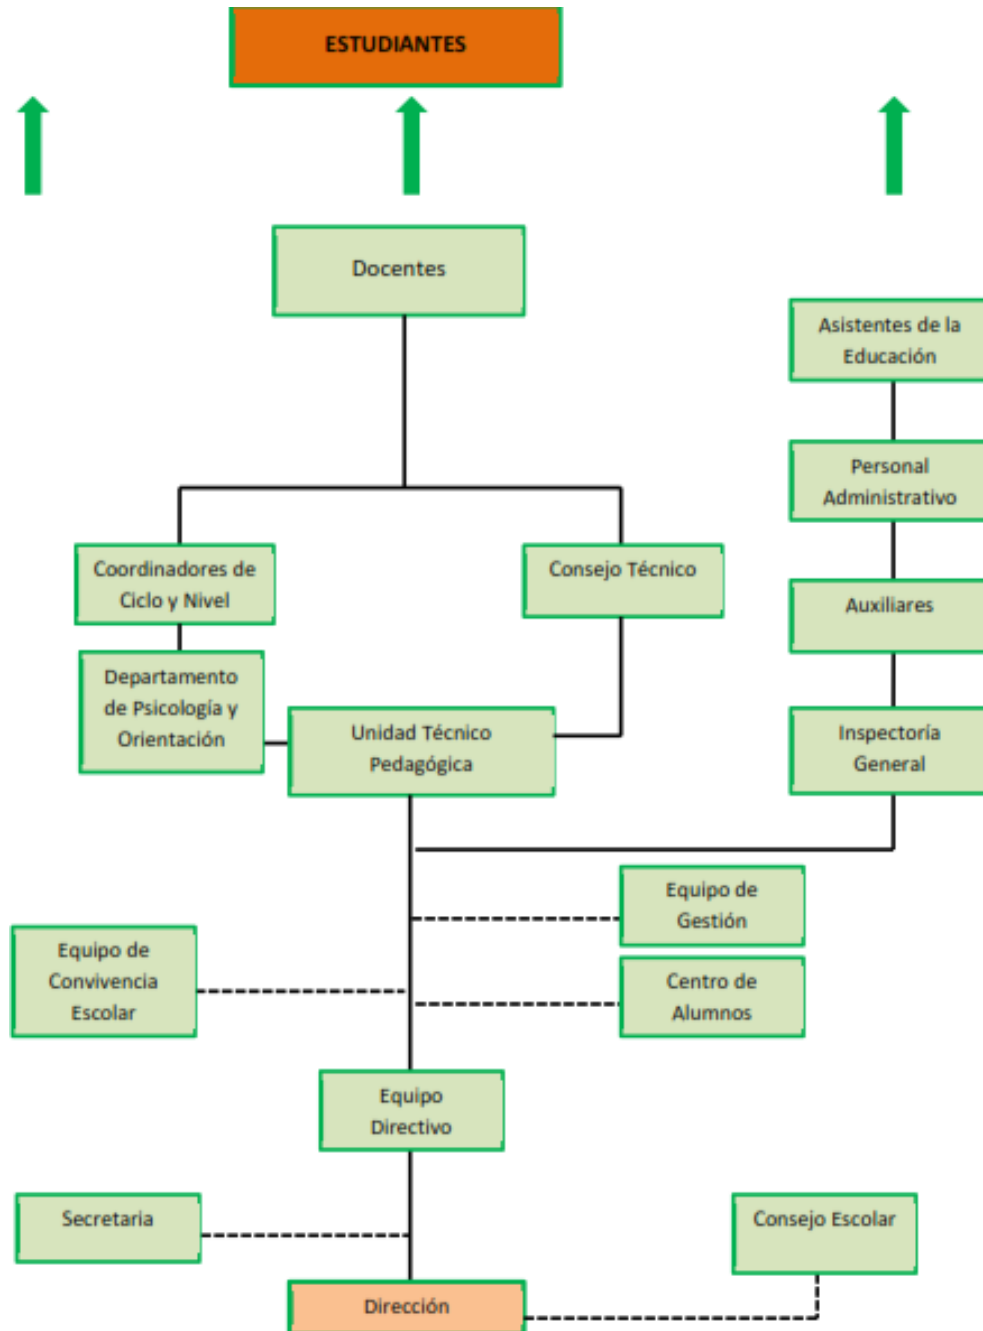 ESTUDIANTES
Docentes
Asistentes de la
Educación
Personal
Administrativo
Coordinadores de
Ciclo y Nivel
Consejo Técnico
Auxiliares
Departamento
de Psicología y
Orientación
Unidad Técnico
Pedagógica
Inspectoría
General
Equipo de
Gestión
Equipo de
Convivencia
Escolar
Centro de
Alumnos
Equipo
Directivo
Secretaria
Consejo Escolar
Dirección